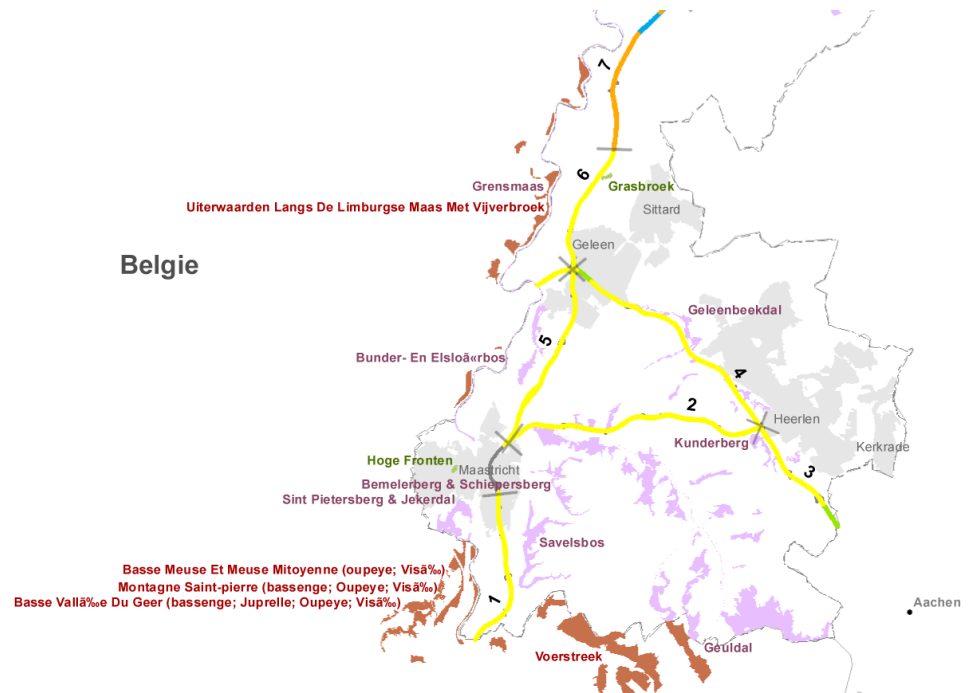 7
6
Grensmaas
Grasbroek
Uiterwaarden Langs De Limburgse Maas Met Vijverbroek
Sittard
Geleen
Belgie
Geleenbeekdal
5
Bunder- En Elsloã«rbos
4
2
Heerlen
Kunderberg
Kerkrade
Hoge Fronten
Maastricht
3
Bemelerberg & Schiepersberg
Sint Pietersberg & Jekerdal
Savelsbos
Basse Meuse Et Meuse Mitoyenne (oupeye; Visã‰)
Montagne Saint-pierre (bassenge; Oupeye; Visã‰)
1
Basse Vallã‰e Du Geer (bassenge; Juprelle; Oupeye; Visã‰)
Aachen
Geuldal
Voerstreek